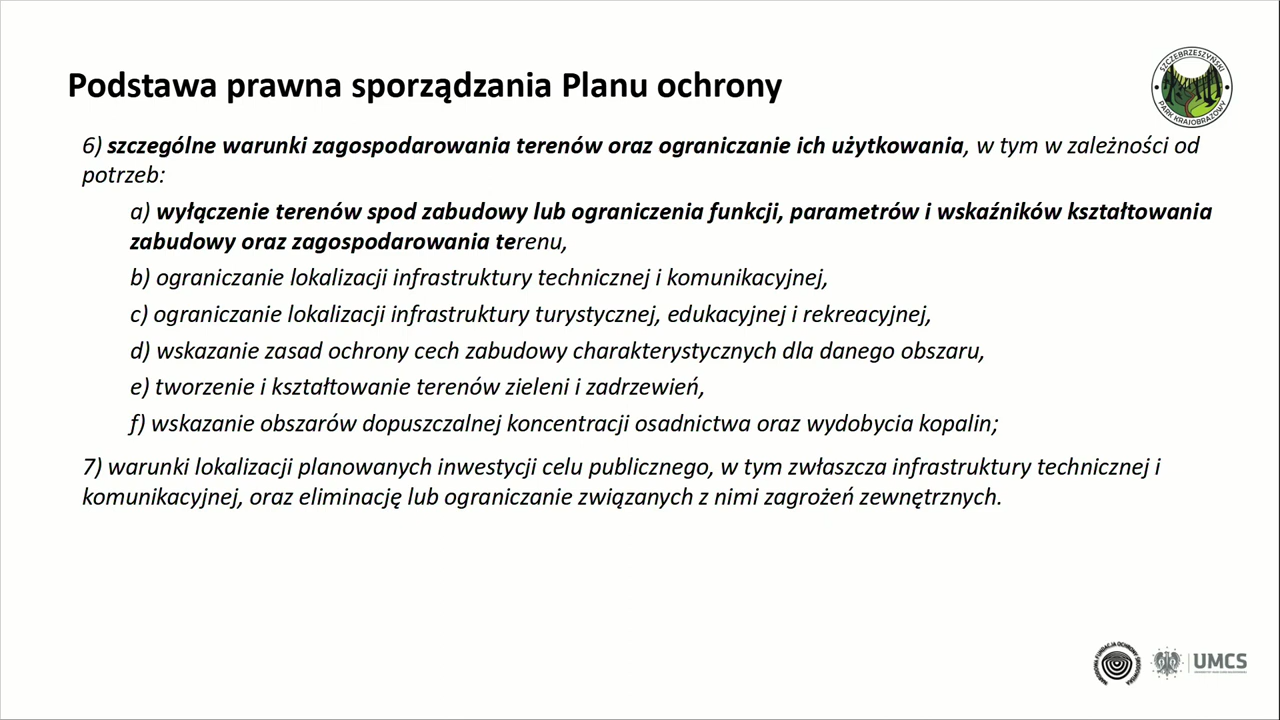 Podstawa prawna sporządzania Planu ochrony
SZCZEBRZESZYŃSKI
PARK KRAJOBRAZOWY
6) szczególne warunki zagospodarowania terenów oraz ograniczanie ich użytkowania, w tym w zależności od
potrzeb:
a) wyłączenie terenów spod zabudowy lub ograniczenia funkcji, parametrów i wskaźników kształtowania
zabudowy oraz zagospodarowania terenu,
b) ograniczanie lokalizacji infrastruktury technicznej i komunikacyjnej,
c) ograniczanie lokalizacji infrastruktury turystycznej, edukacyjnej i rekreacyjnej,
d) wskazanie zasad ochrony cech zabudowy charakterystycznych dla danego obszaru,
e) tworzenie i kształtowanie terenów zieleni i zadrzewień,
f) wskazanie obszarów dopuszczalnej koncentracji osadnictwa oraz wydobycia kopalin;
7) warunki lokalizacji planowanych inwestycji celu publicznego, w tym zwłaszcza infrastruktury technicznej i
komunikacyjnej, oraz eliminację lub ograniczanie związanych z nimi zagrożeń zewnętrznych.
NARODOWA FUNDACJA OCHRONY ŚRODOWISKA
UMCS